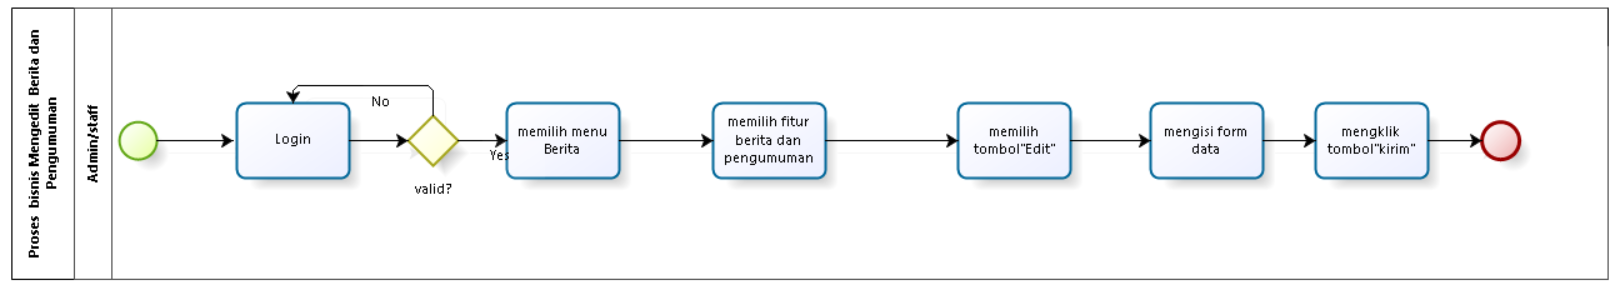 Proses bisnis Mengedit Berita dan
Pengumuman
Admin/staff
Login
No
valid?
Yes
memilih menu
Berita
memilih fitur
berita dan
pengumuman
memilih
tombol"Edit"
mengisi form
data
mengklik
tombol"kirim"